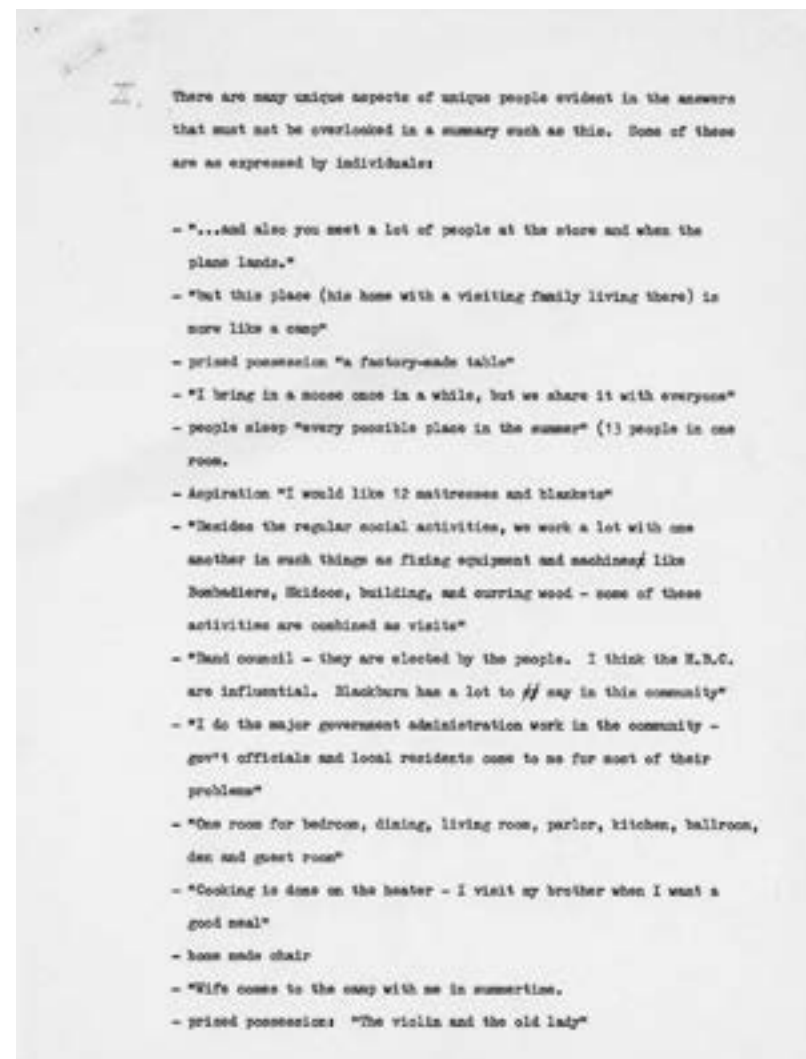 II. There are many unique aspects of unique people evident in the answers
that must not be overlooked in a summary such as this. Some of these
are as expressed by individuals:
- "...and also you meet a lot of people at the store and when the
plane lands."
- "but this place (his home with a visiting family living there) is
more like a camp"
- prized possession "a factory-made table"
- "I bring in a moose once in a while, but we share it with everyone"
- people sleep "every possible place in the summer" (13 people in one
room.
- Aspiration "I would like 12 mattresses and blankets"
- "Besides the regular social activities, we work a lot with one
another in such things as fixing equipment and machines like
Bombadiers, Skidoos, building, and curring wood - some of these
activities are combined as visits"
- "Band council - they are elected by the people. I think the H.B.C.
are influential. Blackburn has a lot to say in this community"
- "I do the major government administration work in the community -
gov't officials and local residents come to me for most of their
problems"
- "One room for bedroom, dining, living room, parlor, kitchen, ballroom,
den and guest room"
- "Cooking is done on the heater - I visit my brother when I want a
good meal"
- home made chair
- "Wife comes to the camp with me in summertime.
- prized possession: "The violin and the old lady"